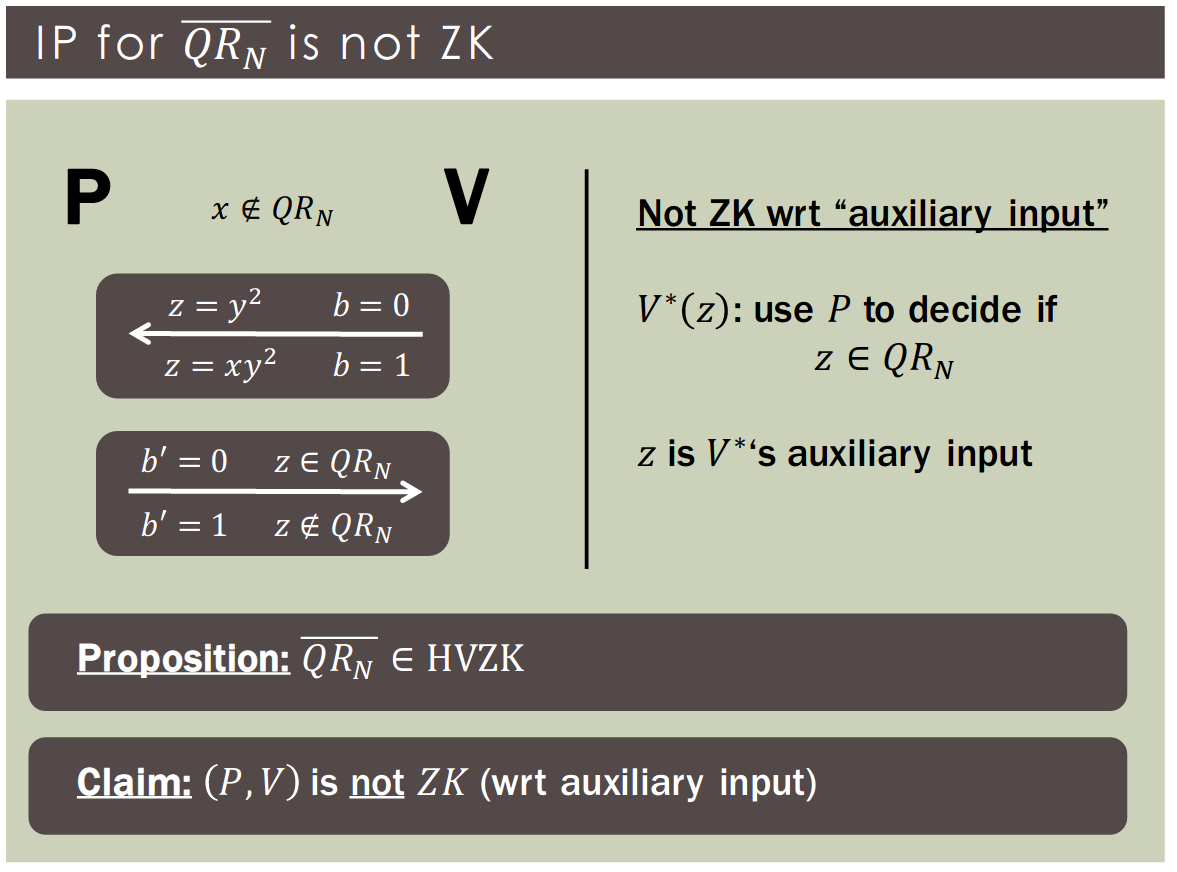 IP for $\overline{QR_N}$ is not ZK
P
$x \notin QR_N$
V
$z = y^2$ $b = 0$
$z = xy^2$ $b = 1$
$b' = 0$ $z \in QR_N$
$b' = 1$ $z \notin QR_N$
Not ZK wrt “auxiliary input”
$V^*(z)$: use $P$ to decide if
$z \in QR_N$
$z$ is $V^*$‘s auxiliary input
Proposition: $\overline{QR_N} \in$ HVZK
Claim: $(P, V)$ is not $ZK$ (wrt auxiliary input)